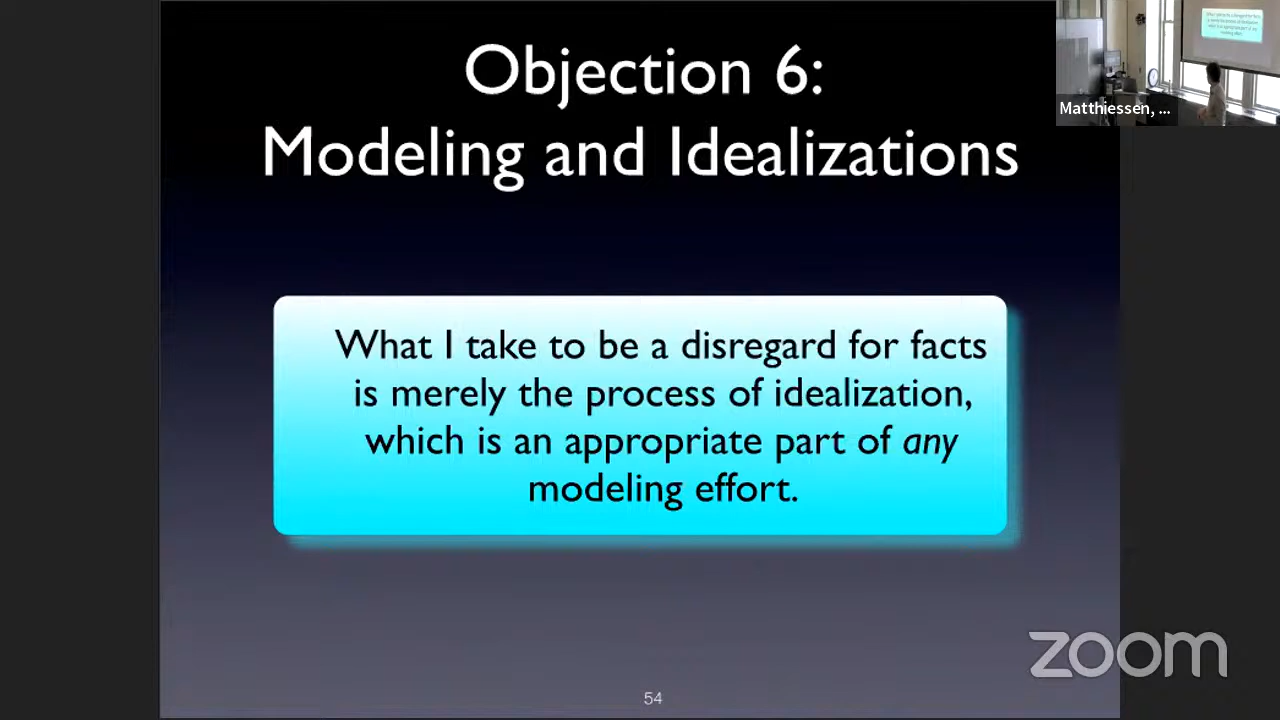 Objection 6:
Modeling and Idealizations
Matthiessen, ...
What I take to be a disregard for facts
is merely the process of idealization,
which is an appropriate part of any
modeling effort.
zoom
54